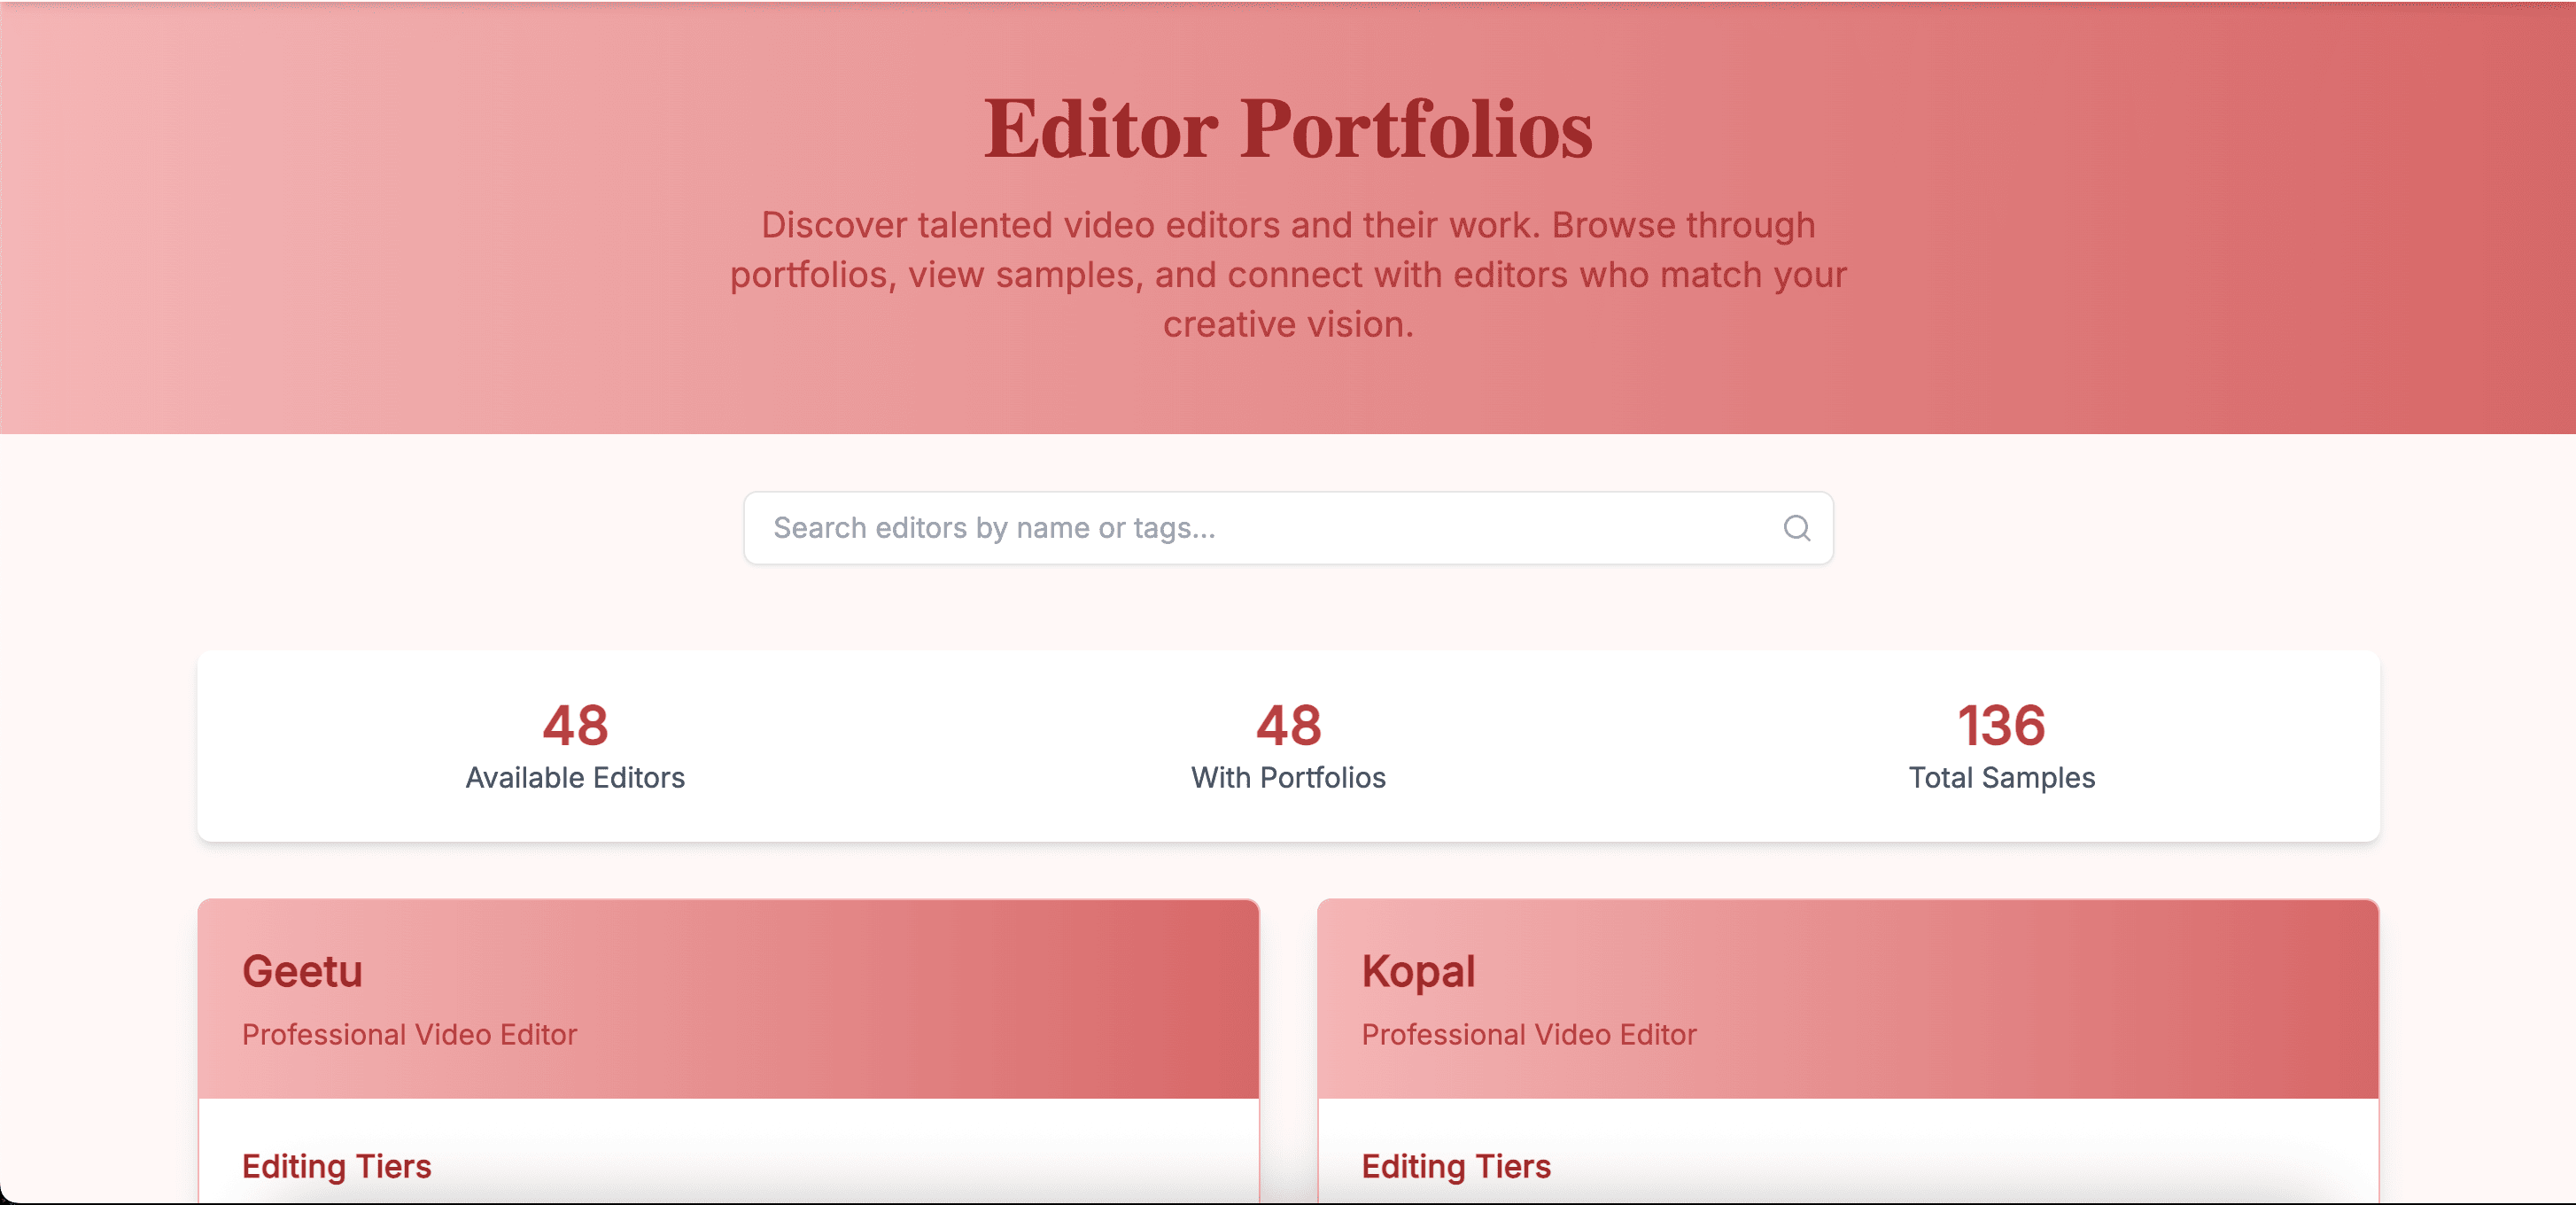 Editor Portfolios
Discover talented video editors and their work. Browse through
portfolios, view samples, and connect with editors who match your
creative vision.
Search editors by name or tags...
48
Available Editors
48
With Portfolios
136
Total Samples
Geetu
Professional Video Editor
Editing Tiers
Kopal
Professional Video Editor
Editing Tiers